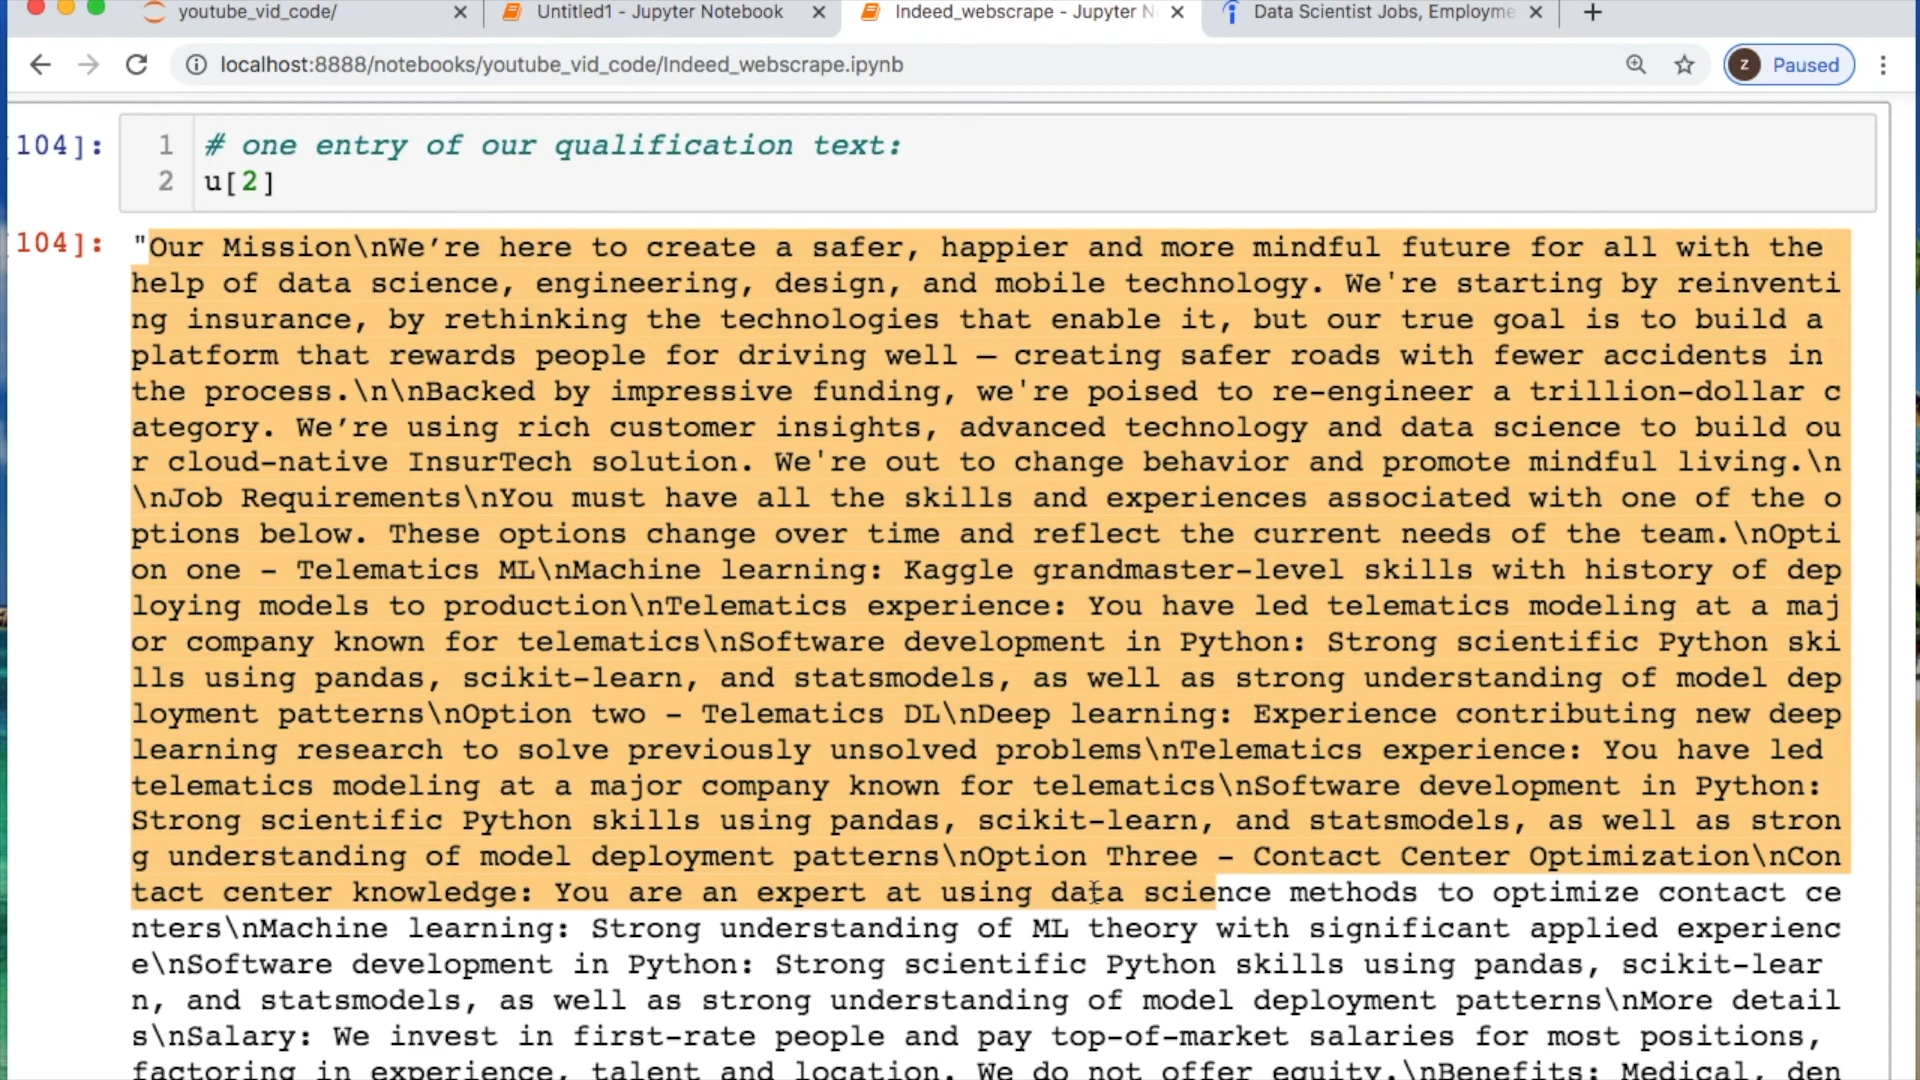 youtube_vid_code/
Untitled1 - Jupyter Notebook
Indeed_webscrape - Jupyter N
Data Scientist Jobs, Employme
localhost:8888/notebooks/youtube_vid_code/Indeed_webscrape.ipynb
z Paused
104]:
1 # one entry of our qualification text:
2 u[2]
104]:
"Our Mission\nWe’re here to create a safer, happier and more mindful future for all with the
help of data science, engineering, design, and mobile technology. We're starting by reinventi
ng insurance, by rethinking the technologies that enable it, but our true goal is to build a
platform that rewards people for driving well — creating safer roads with fewer accidents in
the process.\n\nBacked by impressive funding, we're poised to re-engineer a trillion-dollar c
ategory. We’re using rich customer insights, advanced technology and data science to build ou
r cloud-native InsurTech solution. We're out to change behavior and promote mindful living.\n
\nJob Requirements\nYou must have all the skills and experiences associated with one of the o
ptions below. These options change over time and reflect the current needs of the team.\nOpti
on one - Telematics ML\nMachine learning: Kaggle grandmaster-level skills with history of dep
loying models to production\nTelematics experience: You have led telematics modeling at a maj
or company known for telematics\nSoftware development in Python: Strong scientific Python ski
lls using pandas, scikit-learn, and statsmodels, as well as strong understanding of model dep
loyment patterns\nOption two - Telematics DL\nDeep learning: Experience contributing new deep
learning research to solve previously unsolved problems\nTelematics experience: You have led
telematics modeling at a major company known for telematics\nSoftware development in Python:
Strong scientific Python skills using pandas, scikit-learn, and statsmodels, as well as stron
g understanding of model deployment patterns\nOption Three - Contact Center Optimization\nCon
tact center knowledge: You are an expert at using data science methods to optimize contact ce
nters\nMachine learning: Strong understanding of ML theory with significant applied experienc
e\nSoftware development in Python: Strong scientific Python skills using pandas, scikit-lear
n, and statsmodels, as well as strong understanding of model deployment patterns\nMore detail
s\nSalary: We invest in first-rate people and pay top-of-market salaries for most positions,
factoring in experience, talent and location. We do not offer equity.\nBenefits: Medical, den